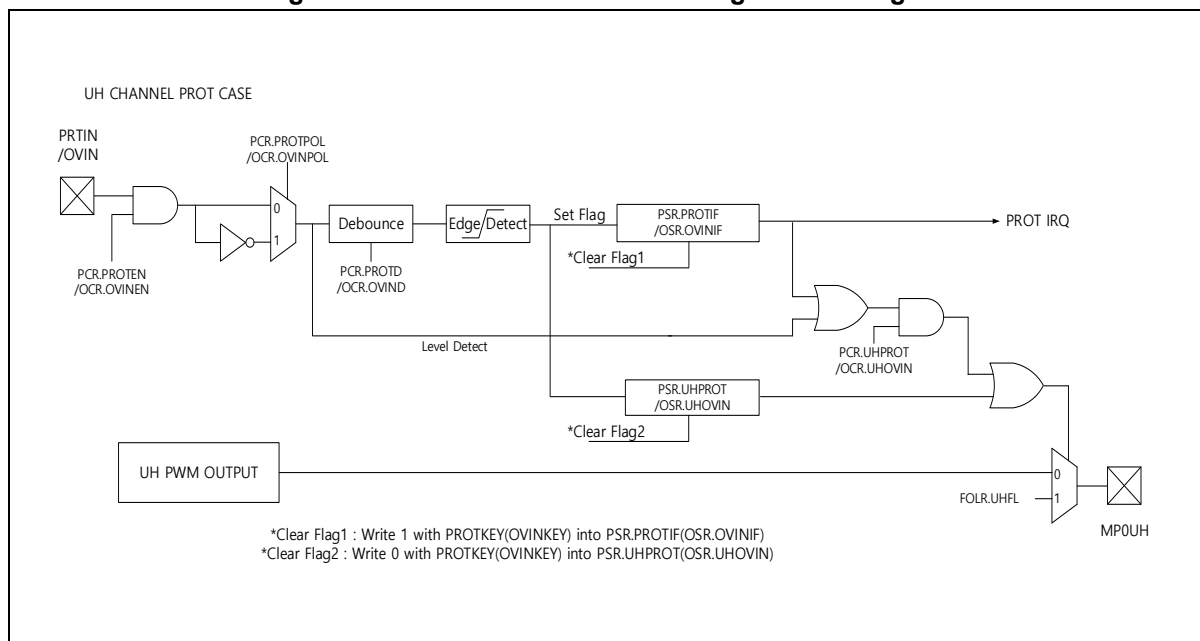 UH CHANNEL PROT CASE
PRTIN
/OVIN
PCR.PROTPOL
/OCR.OVINPOL
0
1
PCR.PROTEN
/OCR.OVINEN
Debounce
PCR.PROTD
/OCR.OVIND
Edge/Detect
Set Flag
*Clear Flag1
PSR.PROTIF
/OSR.OVINIF
PROT IRQ
Level Detect
PCR.UHPROT
/OCR.UHOVIN
PSR.UHPROT
/OSR.UHOVIN
*Clear Flag2
UH PWM OUTPUT
0
1
FOLR.UHFL
MP0UH
*Clear Flag1 : Write 1 with PROTKEY(OVINKEY) into PSR.PROTIF(OSR.OVINIF)
*Clear Flag2 : Write 0 with PROTKEY(OVINKEY) into PSR.UHPROT(OSR.UHOVIN)